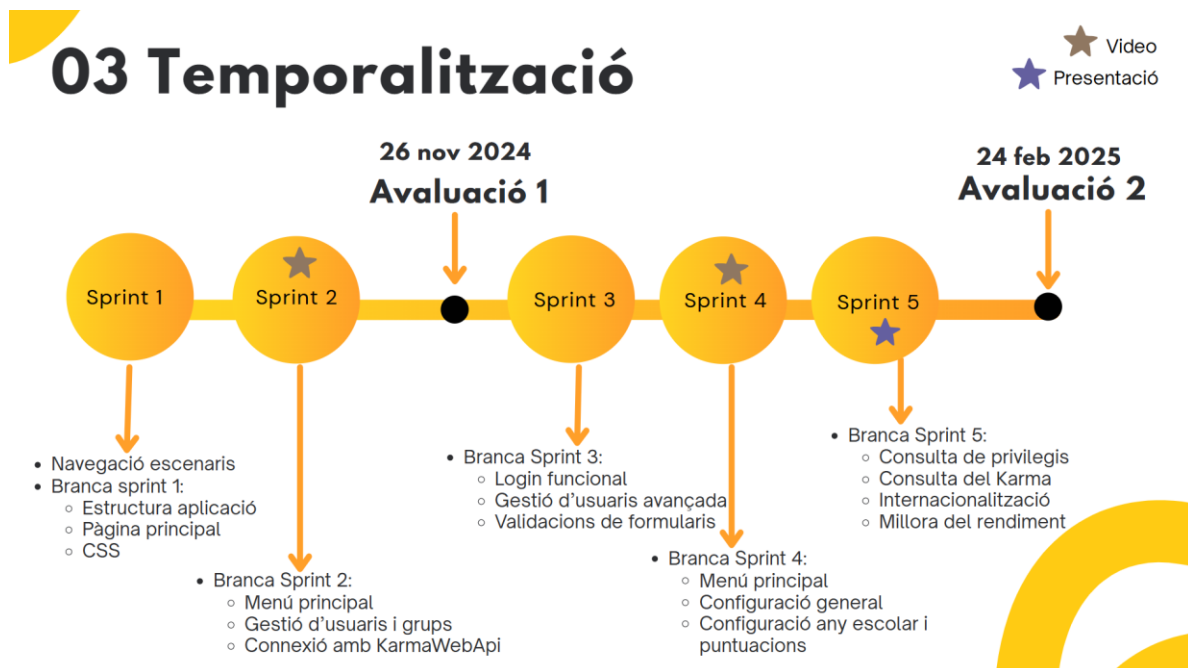 03 Temporalització
Video
Presentació
26 nov 2024
Avaluació 1
24 feb 2025
Avaluació 2
Sprint 1
Sprint 2
Sprint 3
Sprint 4
Sprint 5
• Navegació escenaris
• Branca sprint 1:
◦ Estructura aplicació
◦ Pàgina principal
◦ CSS
• Branca Sprint 2:
◦ Menú principal
◦ Gestió d'usuaris i grups
◦ Connexió amb KarmaWebApi
• Branca Sprint 3:
◦ Login funcional
◦ Gestió d'usuaris avançada
◦ Validacions de formularis
• Branca Sprint 4:
◦ Menú principal
◦ Configuració general
◦ Configuració any escolar i
puntuacions
• Branca Sprint 5:
◦ Consulta de privilegis
◦ Consulta del Karma
◦ Internacionalització
◦ Millora del rendiment